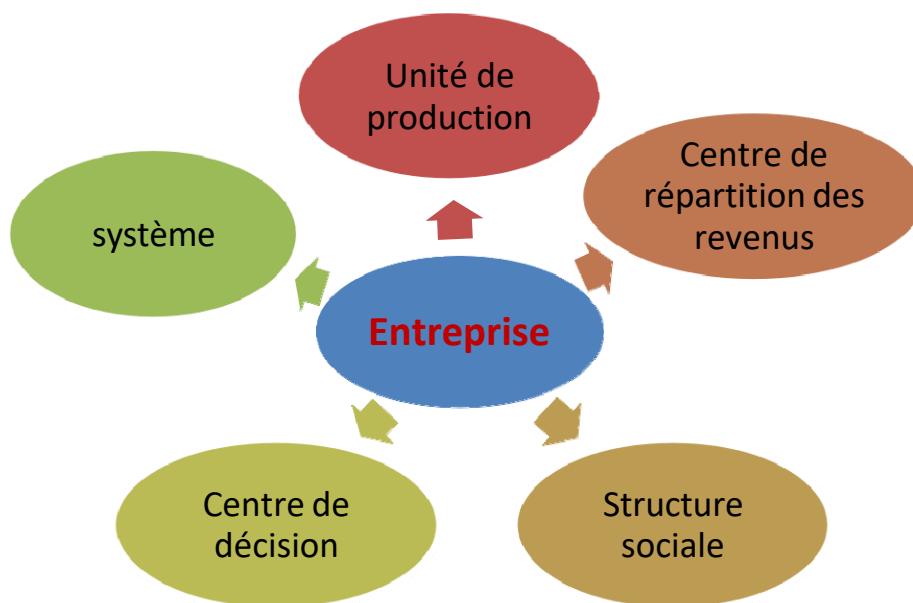 Unité de
production
Centre de
répartition des
revenus
système
Entreprise
Centre de
décision
Structure
sociale